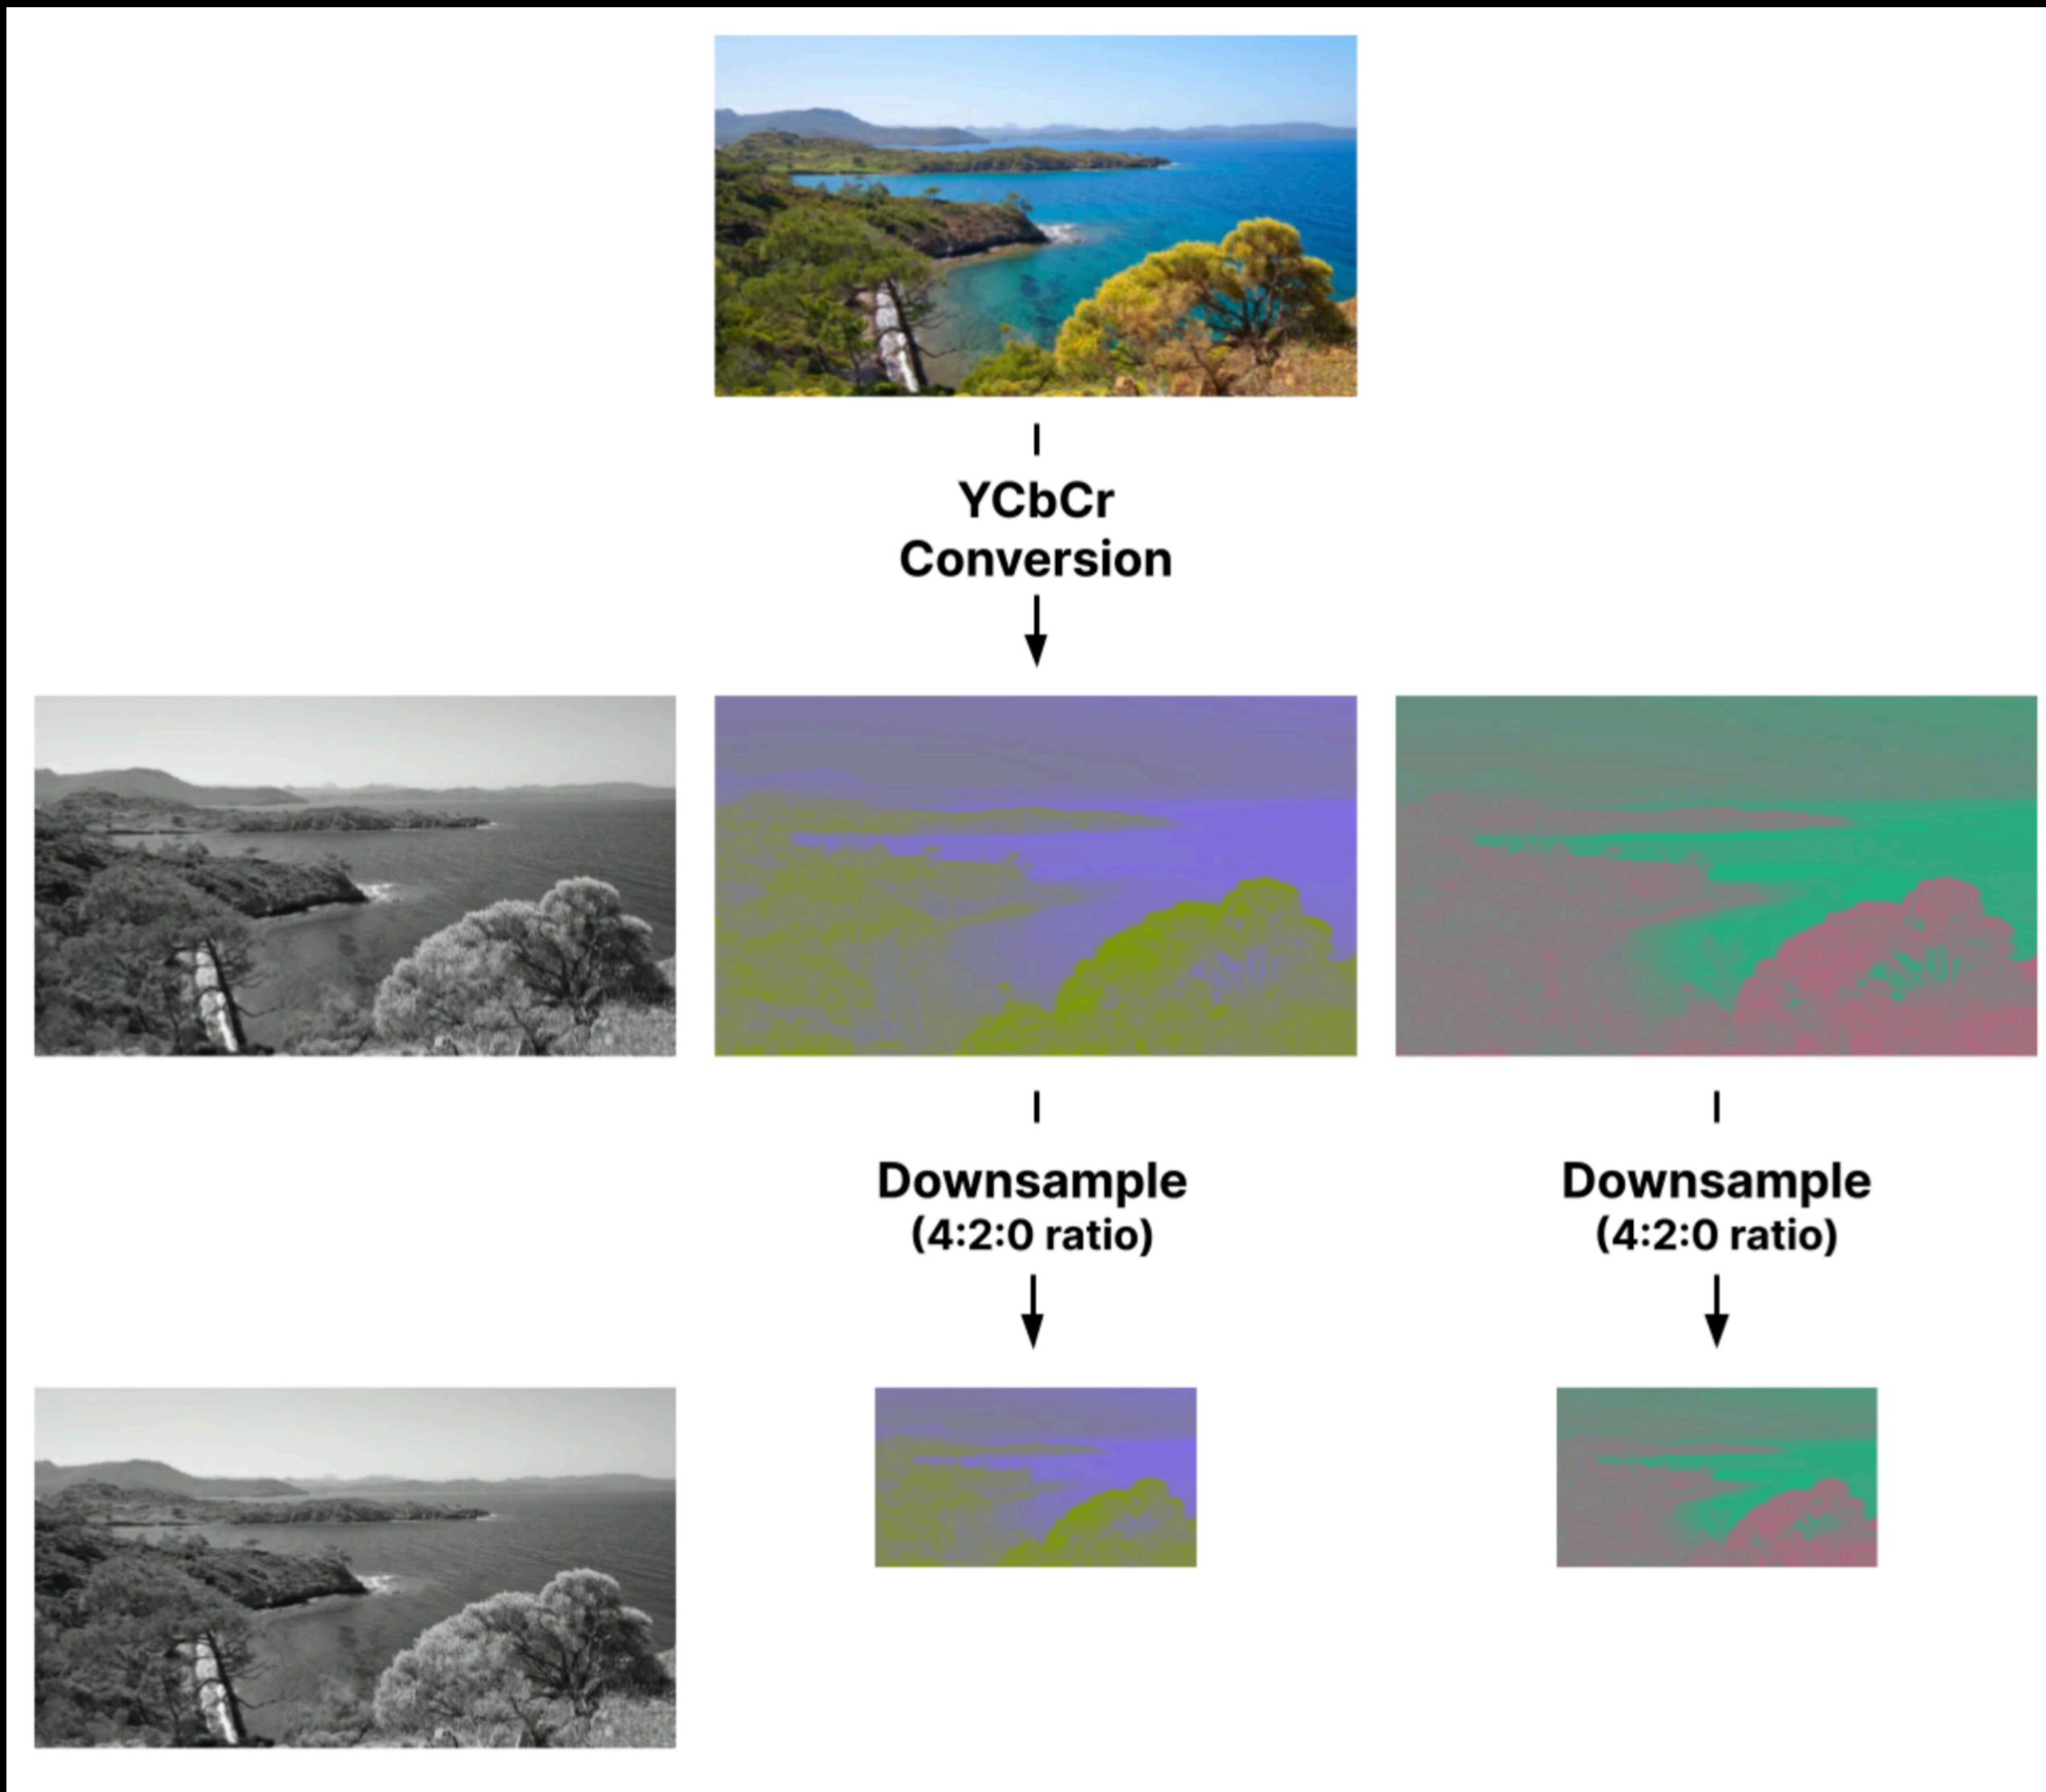 YCbCr
Conversion
Downsample
(4:2:0 ratio)
Downsample
(4:2:0 ratio)